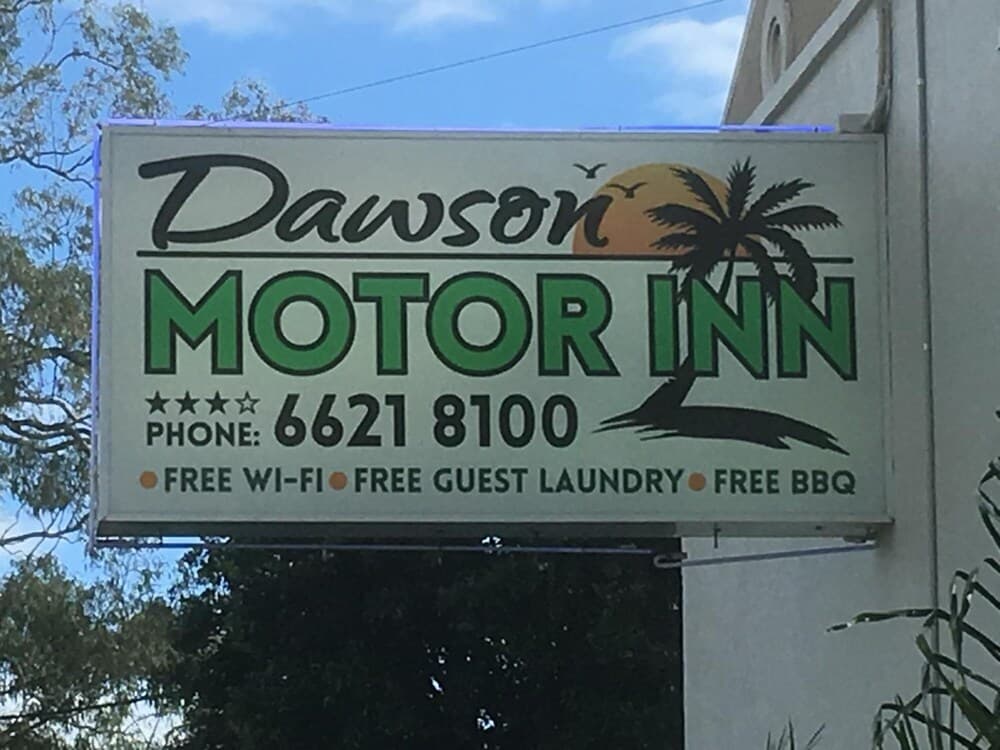 Dawson
MOTOR INN
★★★☆
PHONE: 6621 8100
• FREE WI-FI • FREE GUEST LAUNDRY • FREE BBQ